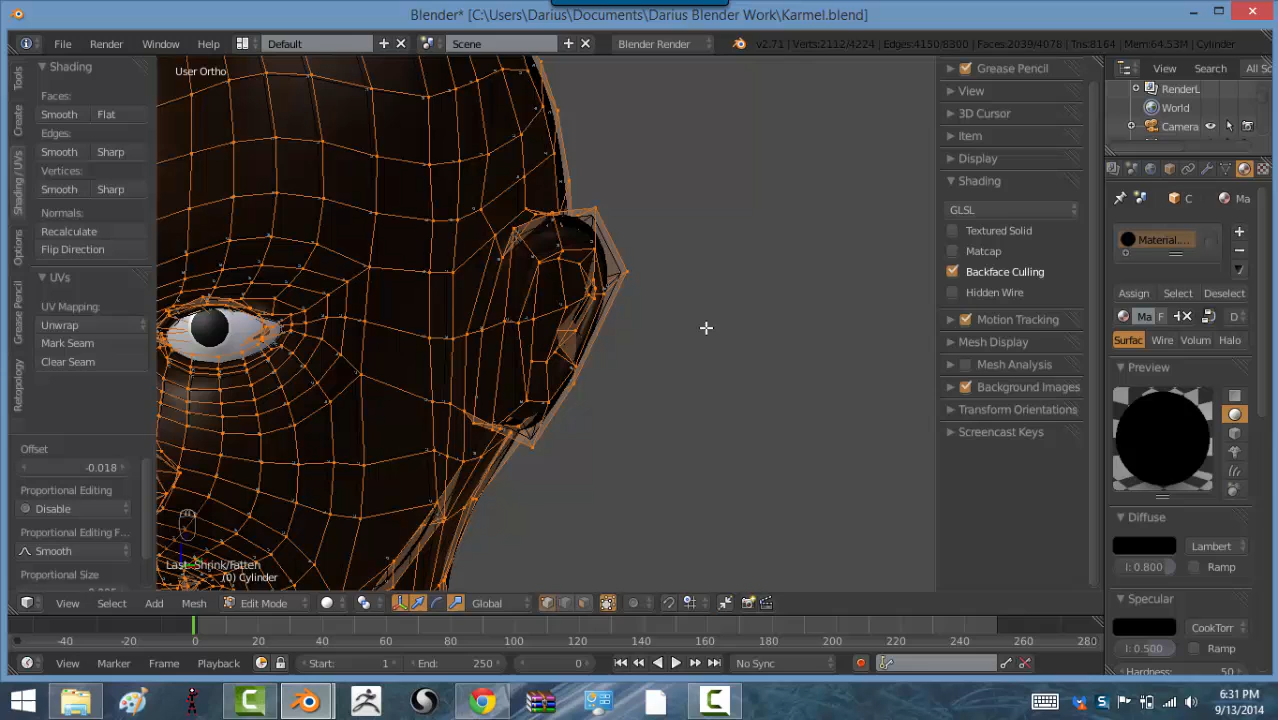 Blender* [C:\Users\Darius\Documents\Darius Blender Work\Karmel.blend]
File Render Window Help Default Scene Blender Render v2.71 | Verts:2112/4224 | Edges:4150/8300 | Faces:2039/4078 | Tris:8164 | Mem:64.53M | Cylinder View Search All Sc
Shading
Faces:
Smooth Flat
Edges:
Smooth Sharp
Vertices:
Smooth Sharp
Normals:
Recalculate
Flip Direction
UVs
UV Mapping:
Unwrap
Mark Seam
Clear Seam
Tools
Create
Shading / UVs
Options
Grease Pencil
Retopology
Offset
-0.018
Proportional Editing
Disable
Proportional Editing F...
Smooth
Proportional Size
User Ortho
Last: Shrink/Fatten
(0) Cylinder
Grease Pencil
View
3D Cursor
Item
Display
Shading
GLSL
Textured Solid
Matcap
Backface Culling
Hidden Wire
Motion Tracking
Mesh Display
Mesh Analysis
Background Images
Transform Orientations
Screencast Keys
RenderL
World
Camera
C Ma
Material....
Assign Select Deselect
Ma F D
Surfac Wire Volum Halo
Preview
Diffuse
Lambert
I: 0.800 Ramp
Specular
CookTorr
I: 0.500 Ramp
Hardness: 50
View Select Add Mesh Edit Mode Global
-40 -20 0 20 40 60 80 100 120 140 160 180 200 220 240 260 280
View Marker Frame Playback Start: 1 End: 250 0 No Sync
6:31 PM
9/13/2014